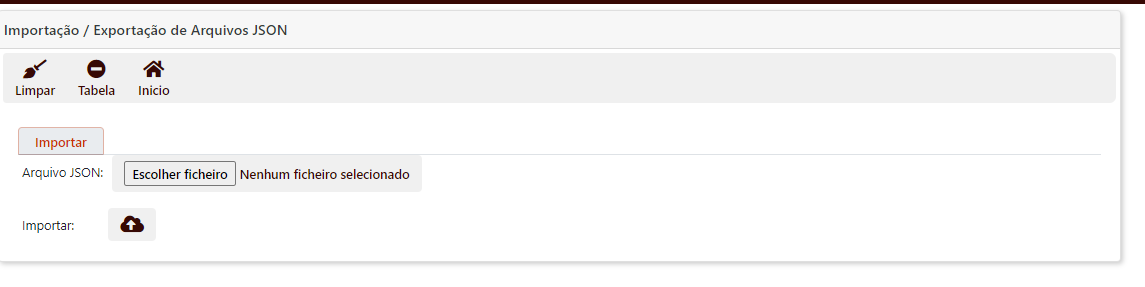 Importação / Exportação de Arquivos JSON
Limpar Tabela Inicio
Importar
Arquivo JSON: Escolher ficheiro Nenhum ficheiro selecionado
Importar: